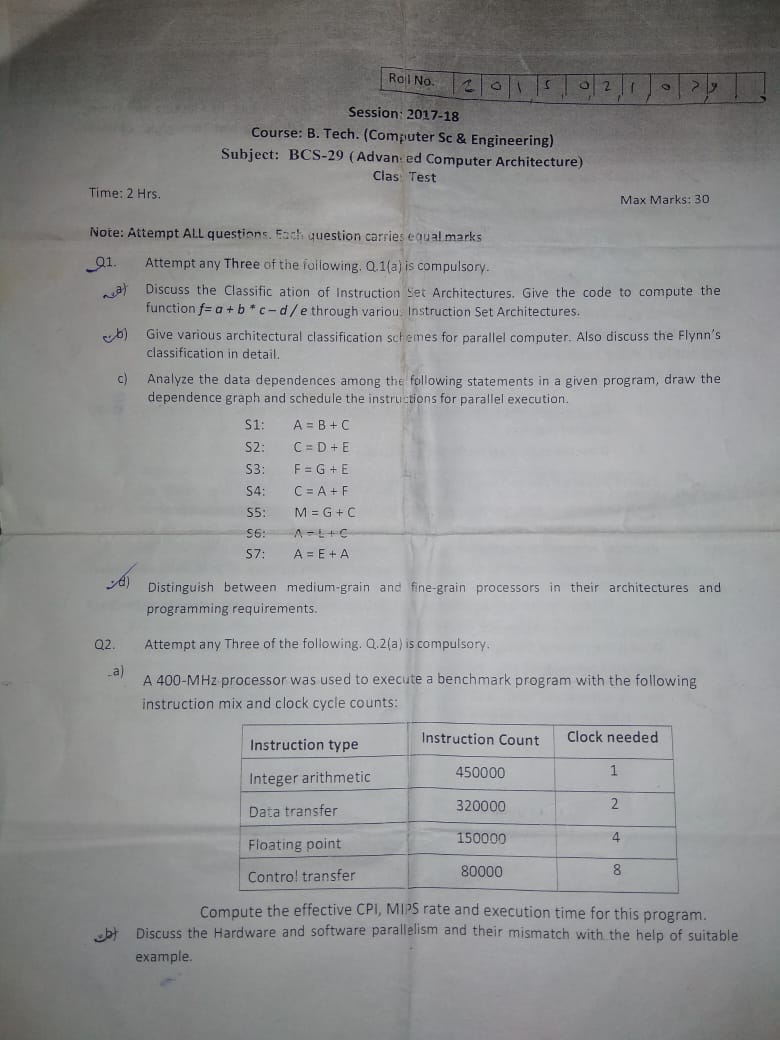 Roll No. 2 0 1 5 0 2 1 0
Session: 2017-18
Course: B. Tech. (Computer Sc & Engineering)
Subject: BCS-29 (Advan ed Computer Architecture)
Clas Test
Time: 2 Hrs.
Max Marks: 30
Note: Attempt ALL questions. Each question carries equal marks
Q1. Attempt any Three of the following. Q.1(a) is compulsory.
a) Discuss the Classific ation of Instruction Set Architectures. Give the code to compute the
function f= a + b * c – d / e through variou Instruction Set Architectures.
b) Give various architectural classification schemes for parallel computer. Also discuss the Flynn's
classification in detail.
c) Analyze the data dependences among the following statements in a given program, draw the
dependence graph and schedule the instructions for parallel execution.
S1: A = B + C
S2: C = D + E
S3: F = G + E
S4: C = A + F
S5: M = G + C
S6: A = L + C
S7: A = E + A
d) Distinguish between medium-grain and fine-grain processors in their architectures and
programming requirements.
Q2. Attempt any Three of the following. Q.2(a) is compulsory.
a) A 400-MHz processor was used to execute a benchmark program with the following
instruction mix and clock cycle counts:
Instruction type Instruction Count Clock needed
Integer arithmetic 450000 1
Data transfer 320000 2
Floating point 150000 4
Control transfer 80000 8
Compute the effective CPI, MIPS rate and execution time for this program.
b) Discuss the Hardware and software parallelism and their mismatch with the help of suitable
example.